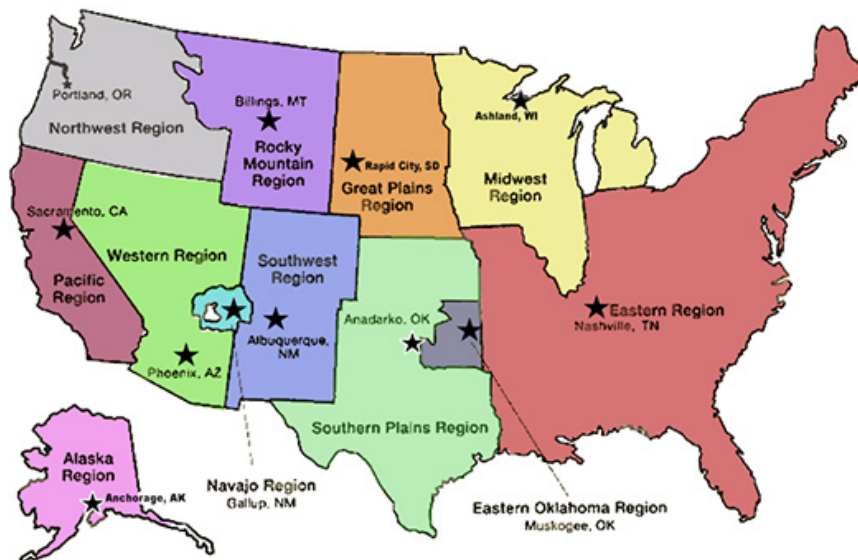 Portland, OR
Northwest Region
Billings, MT
Rocky
Mountain
Region
Rapid City, SD
Great Plains
Region
Ashland, WI
Midwest
Region
Sacramento, CA
Pacific
Region
Western Region
Phoenix, AZ
Southwest
Region
Albuquerque,
NM
Anadarko, OK
Southern Plains Region
Eastern Region
Nashville, TN
Alaska
Region
Anchorage, AK
Navajo Region
Gallup, NM
Eastern Oklahoma Region
Muskogee, OK